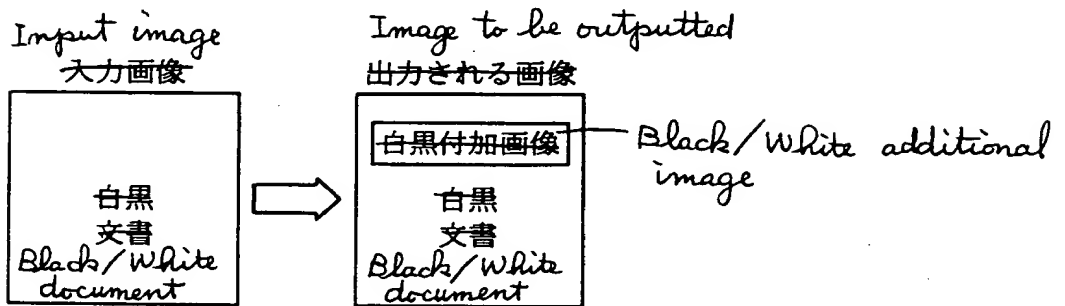 Input image
入力画像
Image to be outputted
出力される画像
白黒付加画像
Black/White additional
image
白黒
文書
Black/White
document
白黒
文書
Black/White
document